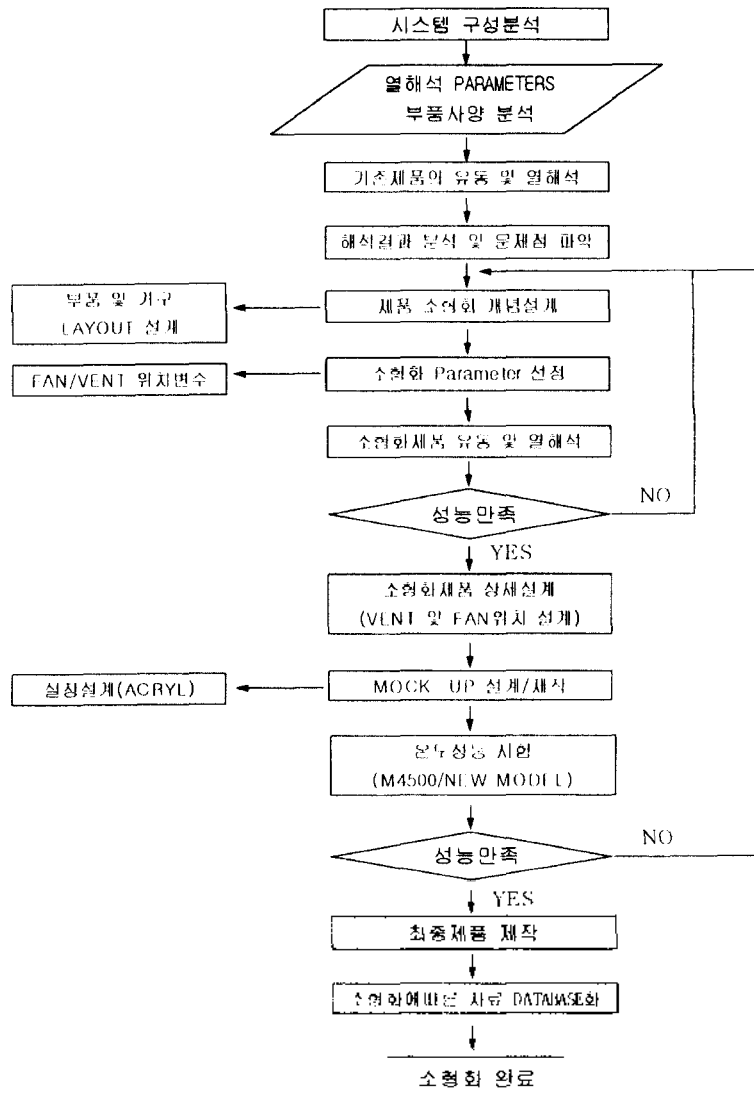 시스템 구성분석
열해석 PARAMETERS
부품사양 분석
기존제품의 유동 및 열해석
해석결과 분석 및 문제점 파악
부품 및 기구
LAYOUT 설계
제품 소형화 개념설계
FAN/VENT 위치변수
소형화 Parameter 선정
소형화제품 유동 및 열해석
성능만족
NO
YES
소형화제품 상세설계
(VENT 및 FAN위치 설계)
실장설계(ACRYL)
MOCK UP 설계/제작
온도성능 시험
(M4500/NEW MODEL)
성능만족
NO
YES
최종제품 제작
소형화에따른 자료 DATABASE화
소형화 완료